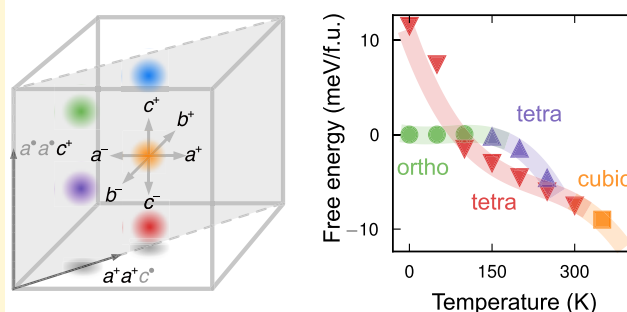 c⁺
b⁺
a⁻
a⁺
b⁻
c⁻
a•a•c⁺
a⁺a⁺c•
Free energy (meV/f.u.)
10
0
−10
tetra
ortho
tetra
cubic
0
150
300
Temperature (K)